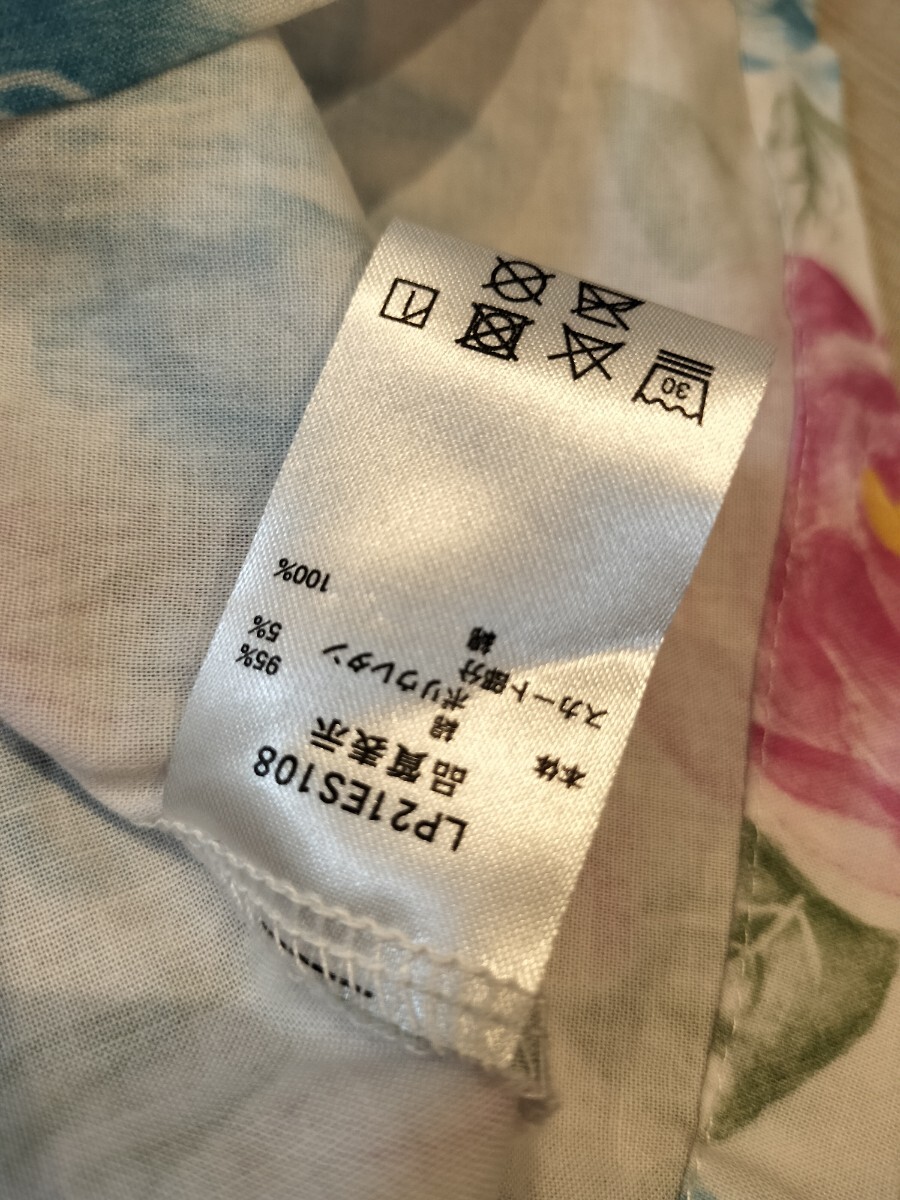 LP21ES108
品質表示
本体
綿 95%
ポリウレタン 5%
スカート部分
綿 100%
30